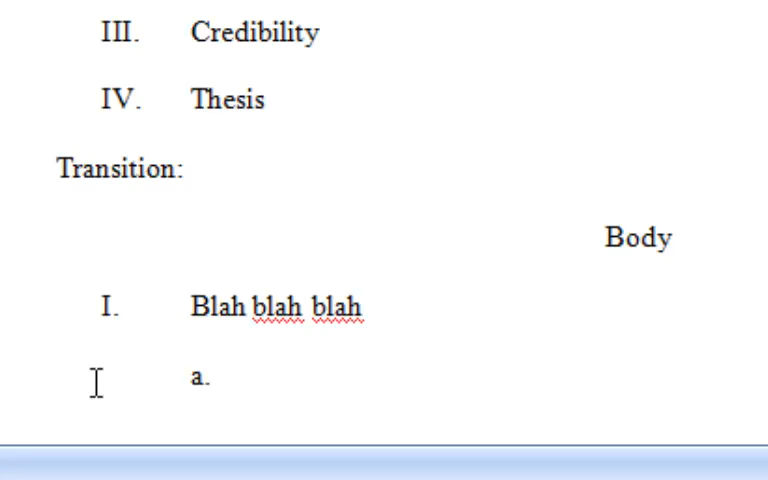 III. Credibility
IV. Thesis
Transition:
Body
I. Blah blah blah
a.